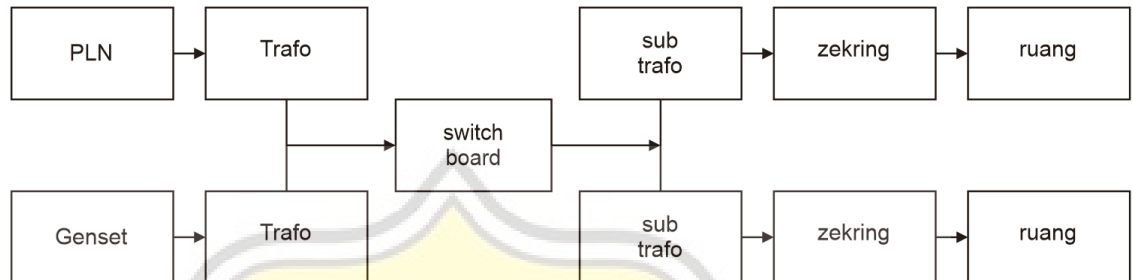 PLN
Trafo
sub
trafo
zekring
ruang
switch
board
Genset
Trafo
sub
trafo
zekring
ruang